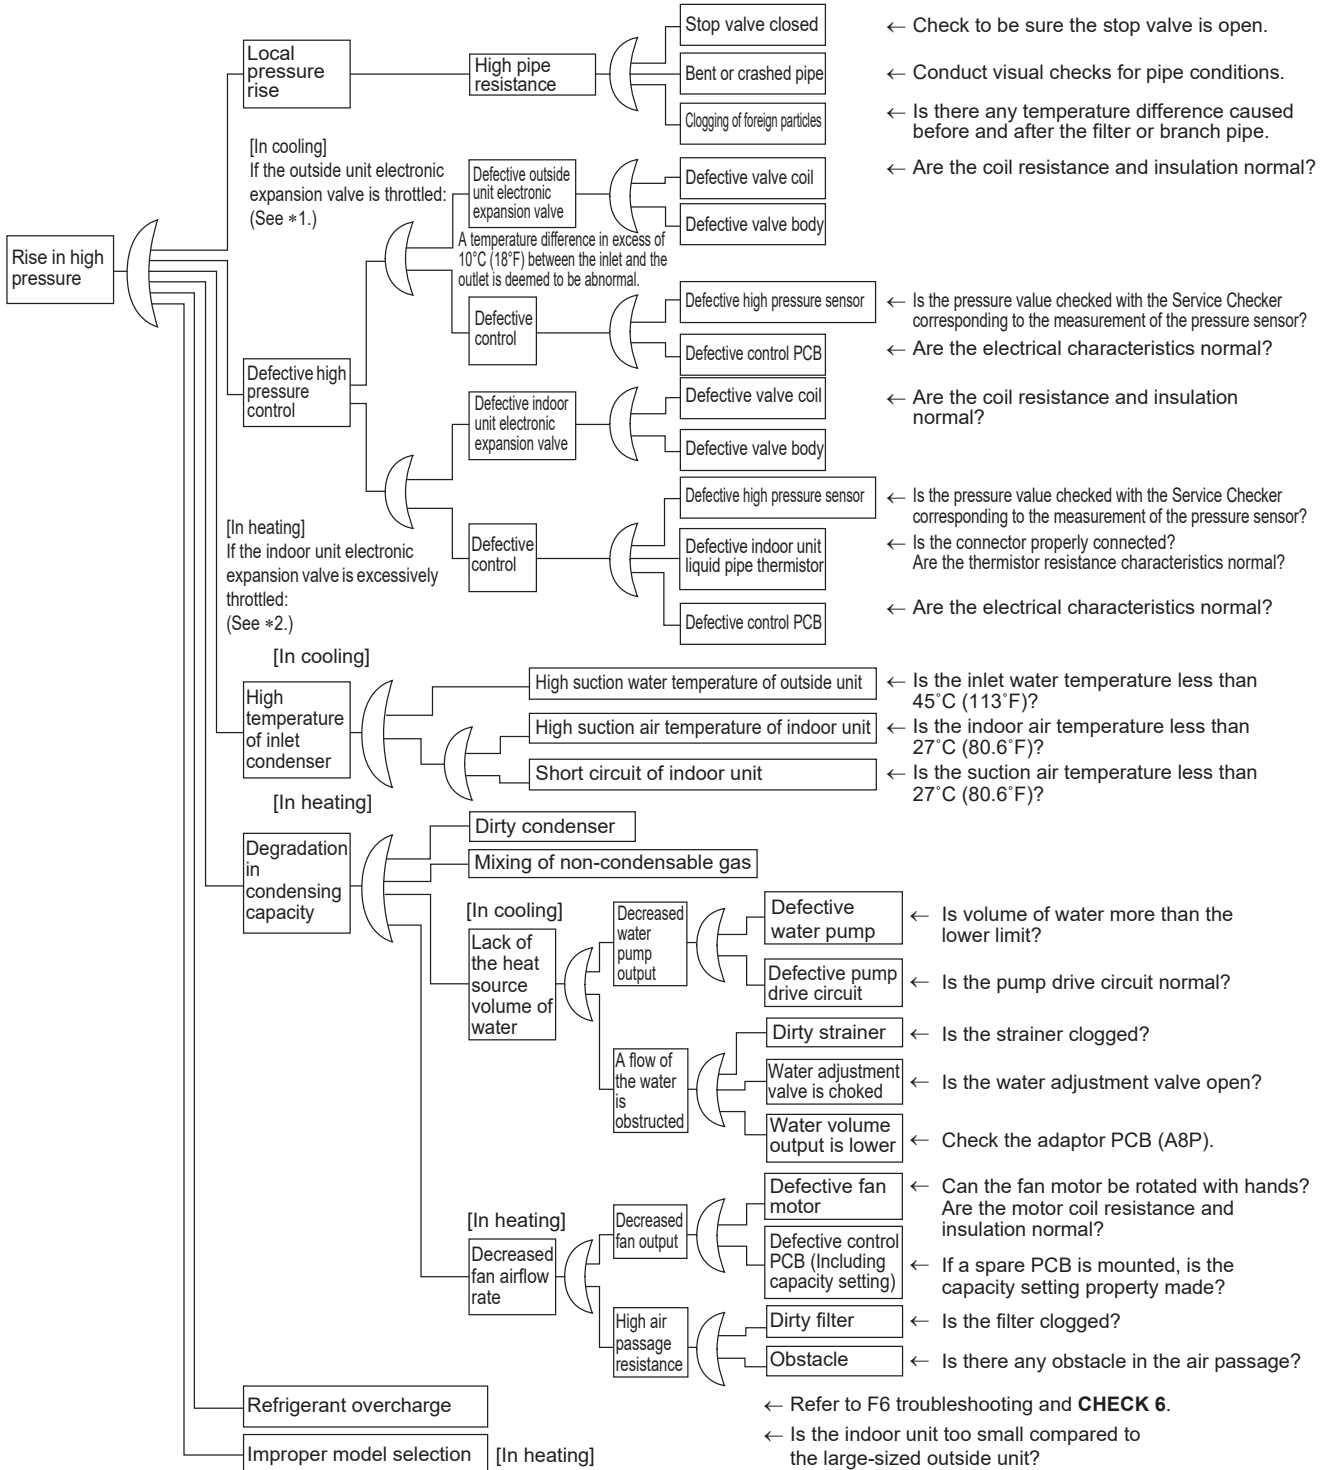 Rise in high
pressure
Local
pressure
rise
High pipe
resistance
Stop valve closed
← Check to be sure the stop valve is open.
Bent or crashed pipe
← Conduct visual checks for pipe conditions.
Clogging of foreign particles
← Is there any temperature difference caused
before and after the filter or branch pipe.
[In cooling]
If the outside unit electronic
expansion valve is throttled:
(See *1.)
Defective high
pressure
control
Defective outside
unit electronic
expansion valve
Defective valve coil
← Are the coil resistance and insulation normal?
Defective valve body
A temperature difference in excess of
10°C (18°F) between the inlet and the
outlet is deemed to be abnormal.
Defective
control
Defective high pressure sensor
← Is the pressure value checked with the Service Checker
corresponding to the measurement of the pressure sensor?
Defective control PCB
← Are the electrical characteristics normal?
Defective indoor
unit electronic
expansion valve
Defective valve coil
← Are the coil resistance and insulation
normal?
Defective valve body
[In heating]
If the indoor unit electronic
expansion valve is excessively
throttled:
(See *2.)
Defective
control
Defective high pressure sensor
← Is the pressure value checked with the Service Checker
corresponding to the measurement of the pressure sensor?
Defective indoor unit
liquid pipe thermistor
← Is the connector properly connected?
Are the thermistor resistance characteristics normal?
Defective control PCB
← Are the electrical characteristics normal?
[In cooling]
High
temperature
of inlet
condenser
High suction water temperature of outside unit
← Is the inlet water temperature less than
45˚C (113˚F)?
High suction air temperature of indoor unit
← Is the indoor air temperature less than
27˚C (80.6˚F)?
Short circuit of indoor unit
← Is the suction air temperature less than
27˚C (80.6˚F)?
[In heating]
Degradation
in
condensing
capacity
Dirty condenser
Mixing of non-condensable gas
[In cooling]
Lack of
the heat
source
volume of
water
Decreased
water
pump
output
Defective
water pump
← Is volume of water more than the
lower limit?
Defective pump
drive circuit
← Is the pump drive circuit normal?
A flow of
the water
is
obstructed
Dirty strainer
← Is the strainer clogged?
Water adjustment
valve is choked
← Is the water adjustment valve open?
Water volume
output is lower
← Check the adaptor PCB (A8P).
[In heating]
Decreased
fan airflow
rate
Decreased
fan output
Defective fan
motor
← Can the fan motor be rotated with hands?
Are the motor coil resistance and
insulation normal?
Defective control
PCB (Including
capacity setting)
← If a spare PCB is mounted, is the
capacity setting property made?
High air
passage
resistance
Dirty filter
← Is the filter clogged?
Obstacle
← Is there any obstacle in the air passage?
Refrigerant overcharge
← Refer to F6 troubleshooting and CHECK 6.
Improper model selection
[In heating]
← Is the indoor unit too small compared to
the large-sized outside unit?